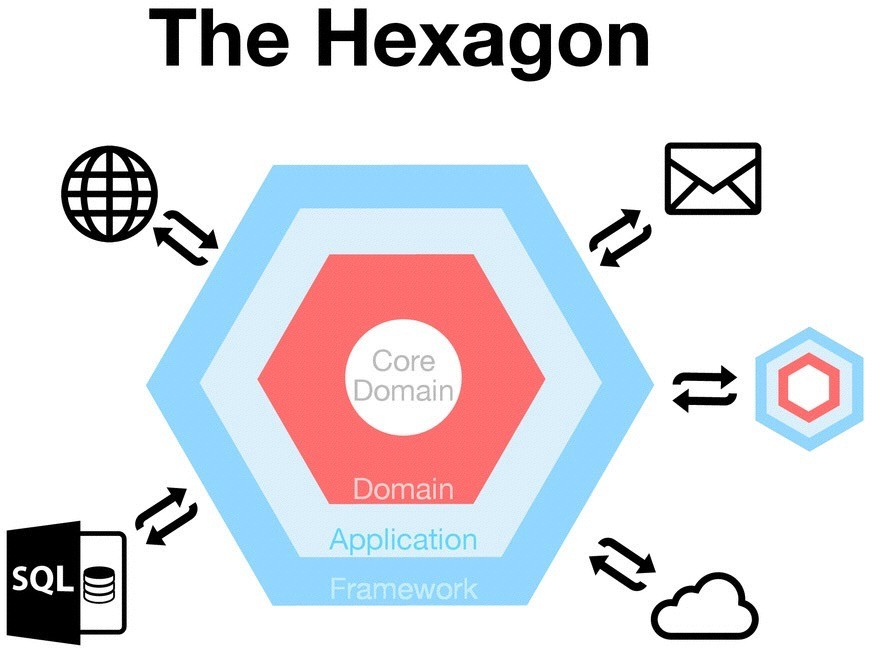 The Hexagon
Core
Domain
Domain
Application
Framework
SQL